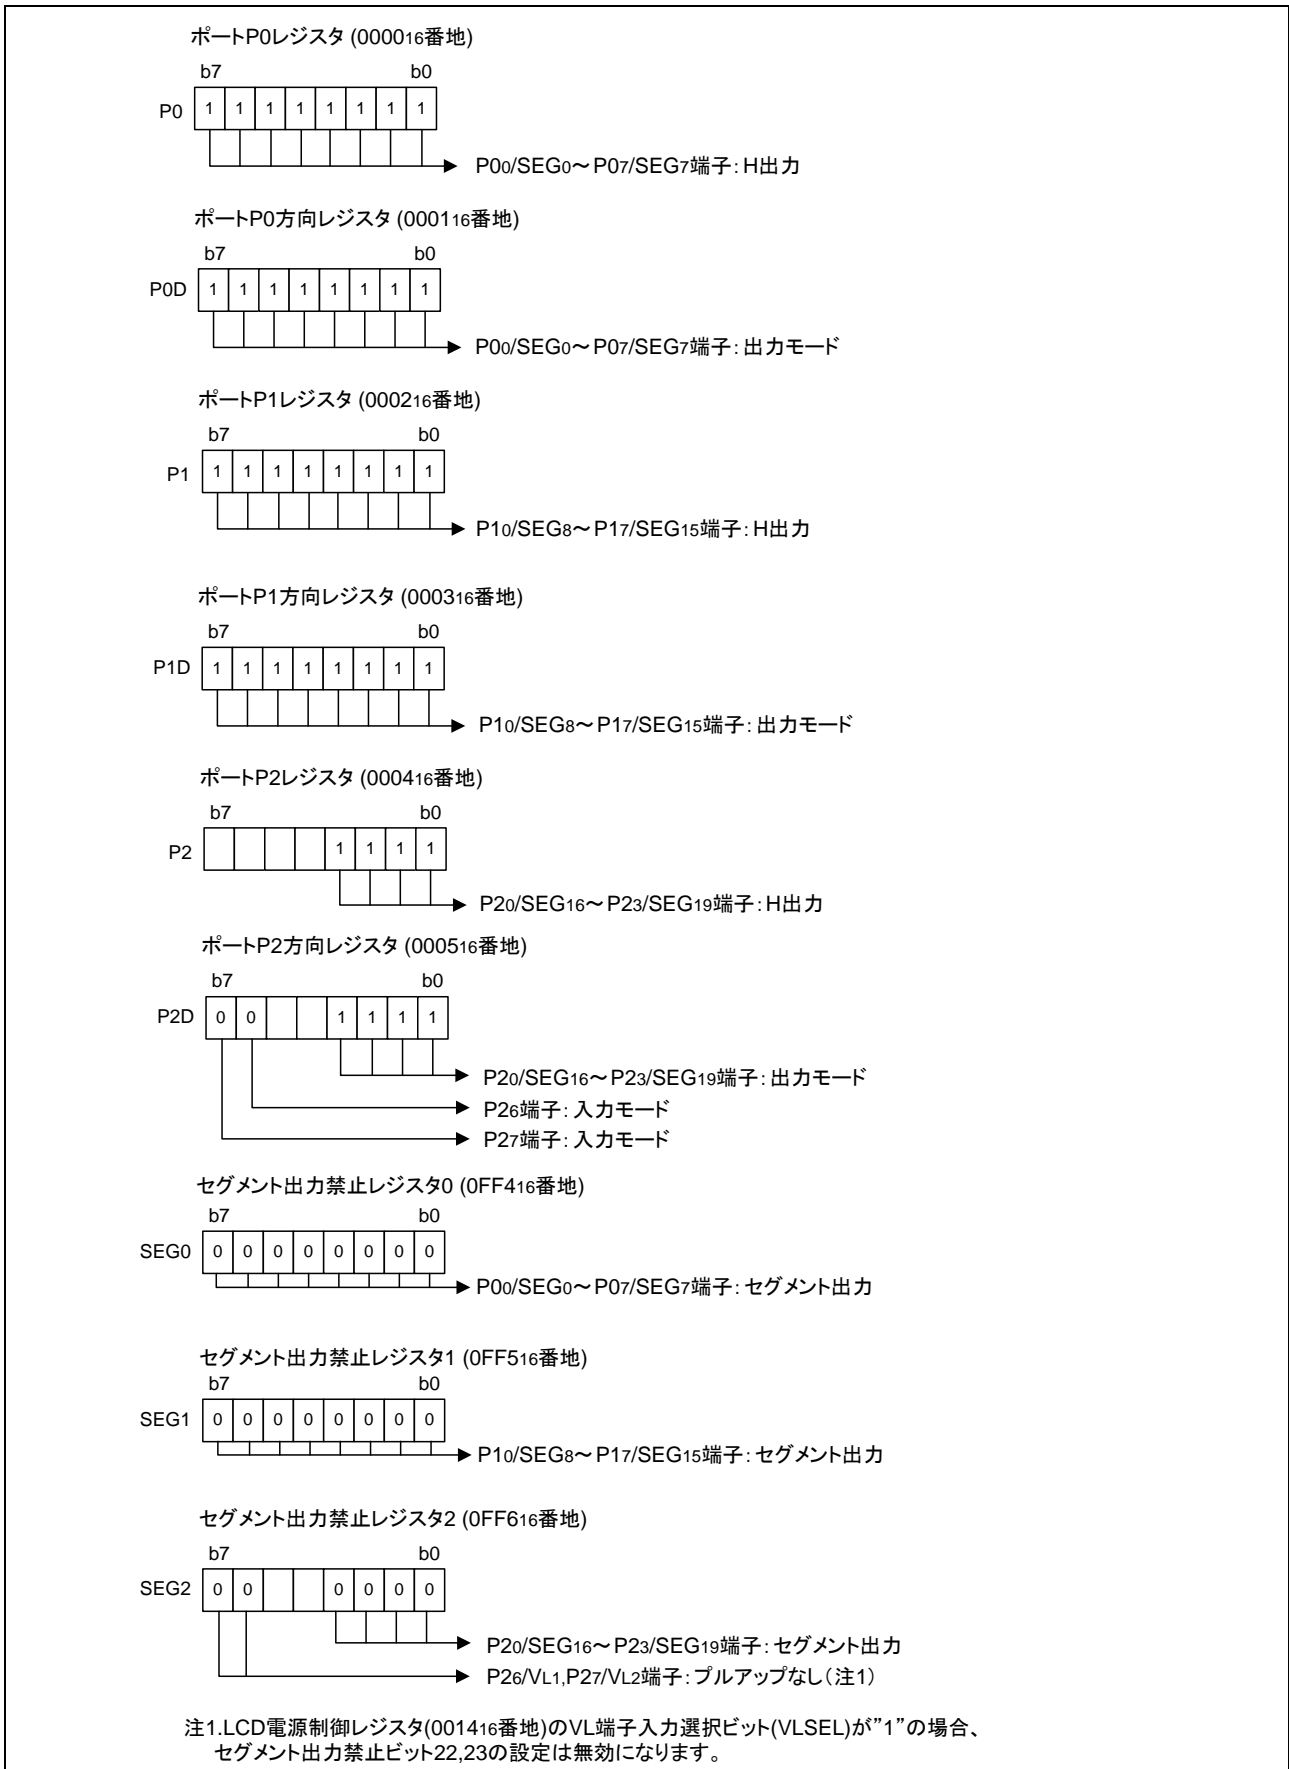 ポートP0レジスタ (000016番地)
b7 b0
P0 1 1 1 1 1 1 1 1
P00/SEG0～P07/SEG7端子：H出力
ポートP0方向レジスタ (000116番地)
b7 b0
P0D 1 1 1 1 1 1 1 1
P00/SEG0～P07/SEG7端子：出力モード
ポートP1レジスタ (000216番地)
b7 b0
P1 1 1 1 1 1 1 1 1
P10/SEG8～P17/SEG15端子：H出力
ポートP1方向レジスタ (000316番地)
b7 b0
P1D 1 1 1 1 1 1 1 1
P10/SEG8～P17/SEG15端子：出力モード
ポートP2レジスタ (000416番地)
b7 b0
P2 1 1 1 1
P20/SEG16～P23/SEG19端子：H出力
ポートP2方向レジスタ (000516番地)
b7 b0
P2D 0 0 1 1 1 1
P20/SEG16～P23/SEG19端子：出力モード
P26端子：入力モード
P27端子：入力モード
セグメント出力禁止レジスタ0 (0FF416番地)
b7 b0
SEG0 0 0 0 0 0 0 0 0
P00/SEG0～P07/SEG7端子：セグメント出力
セグメント出力禁止レジスタ1 (0FF516番地)
b7 b0
SEG1 0 0 0 0 0 0 0 0
P10/SEG8～P17/SEG15端子：セグメント出力
セグメント出力禁止レジスタ2 (0FF616番地)
b7 b0
SEG2 0 0 0 0 0 0
P20/SEG16～P23/SEG19端子：セグメント出力
P26/VL1,P27/VL2端子：プルアップなし（注1）
注1.LCD電源制御レジスタ(001416番地)のVL端子入力選択ビット(VLSEL)が”1”の場合、
セグメント出力禁止ビット22,23の設定は無効になります。